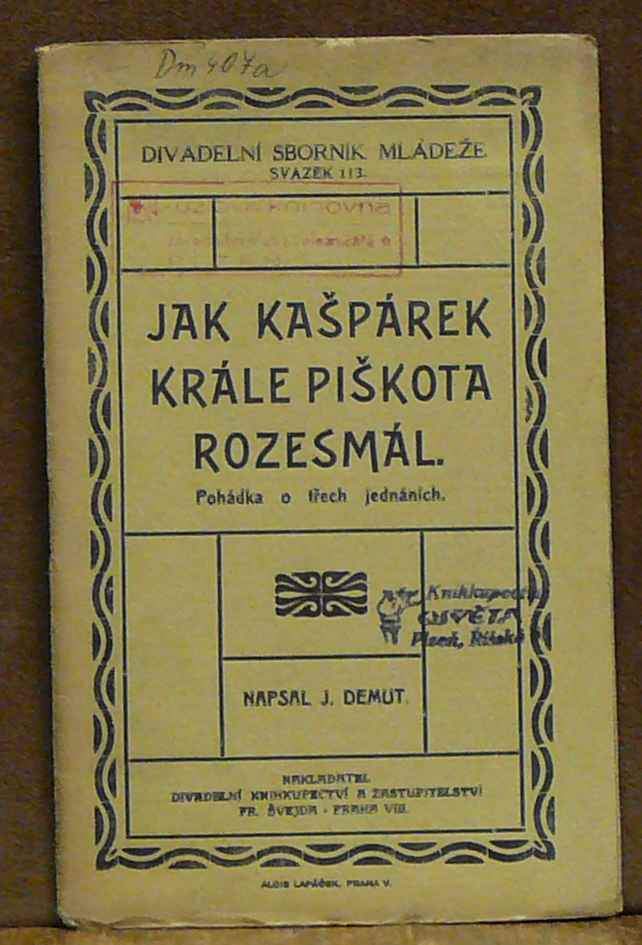 Dm 407a
DIVADELNÍ SBORNÍK MLÁDEŽE
SVAZEK 113.
JAK KAŠPÁREK
KRÁLE PIŠKOTA
ROZESMÁL.
Pohádka o třech jednáních.
Knihkupectví
Plzeň,
NAPSAL J. DEMUT.
NAKLADATEL
DIVADELNÍ KNIHKUPECTVÍ A ZASTUPITELSTVÍ
FR. ŠVEJDA - PRAHA VIII.
ALOIS LAPÁČEK, PRAHA V.